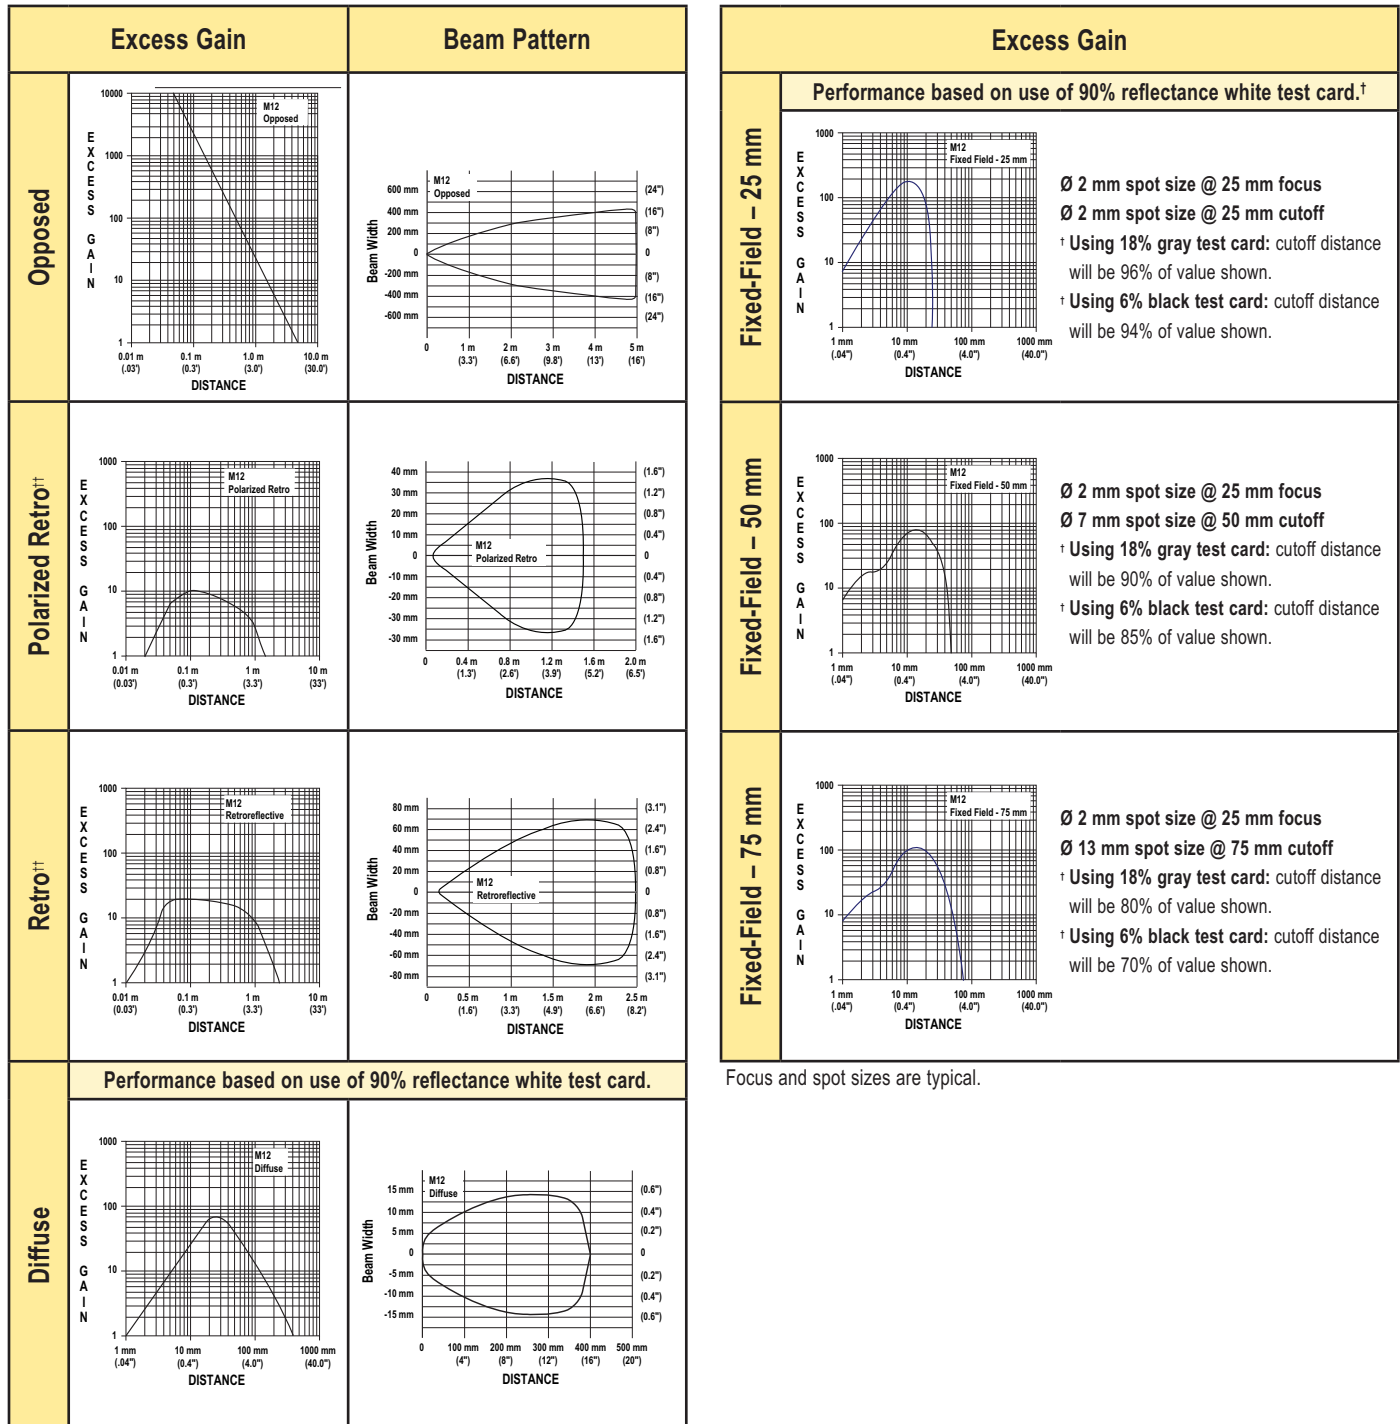 Excess Gain
Beam Pattern
Opposed
10000
1000
100
10
1
EXCESS GAIN
M12
Opposed
0.01 m 0.1 m 1.0 m 10.0 m
(.03') (0.3') (3.0') (30.0')
DISTANCE
M12
Opposed
600 mm
400 mm
200 mm
0
-200 mm
-400 mm
-600 mm
Beam Width
(24")
(16")
(8")
0
(8")
(16")
(24")
0 1 m 2 m 3 m 4 m 5 m
(3.3') (6.6') (9.8') (13') (16')
DISTANCE
Polarized Retro††
1000
100
10
1
EXCESS GAIN
M12
Polarized Retro
0.01 m 0.1 m 1 m 10 m
(0.03') (0.3') (3.3') (33')
DISTANCE
40 mm
30 mm
20 mm
10 mm
0
-10 mm
-20 mm
-30 mm
-30 mm
Beam Width
M12
Polarized Retro
(1.6")
(1.2")
(0.8")
(0.4")
0
(0.4")
(0.8")
(1.2")
(1.6")
0 0.4 m 0.8 m 1.2 m 1.6 m 2.0 m
(1.3') (2.6') (3.9') (5.2') (6.5')
DISTANCE
Retro††
1000
100
10
1
EXCESS GAIN
M12
Retroreflective
0.01 m 0.1 m 1 m 10 m
(0.03') (0.3') (3.3') (33')
DISTANCE
80 mm
60 mm
40 mm
20 mm
0
-20 mm
-40 mm
-60 mm
-80 mm
Beam Width
M12
Retroreflective
(3.1")
(2.4")
(1.6")
(0.8")
0
(0.8")
(1.6")
(2.4")
(3.1")
0 0.5 m 1 m 1.5 m 2 m 2.5 m
(1.6') (3.3') (4.9') (6.6') (8.2')
DISTANCE
Diffuse
Performance based on use of 90% reflectance white test card.
1000
100
10
1
EXCESS GAIN
M12
Diffuse
1 mm 10 mm 100 mm 1000 mm
(.04") (0.4") (4.0") (40.0")
DISTANCE
M12
Diffuse
15 mm
10 mm
5 mm
0
-5 mm
-10 mm
-15 mm
Beam Width
(0.6")
(0.4")
(0.2")
0
(0.2")
(0.4")
(0.6")
0 100 mm 200 mm 300 mm 400 mm 500 mm
(4") (8") (12") (16") (20")
DISTANCE
Excess Gain
Performance based on use of 90% reflectance white test card.†
Fixed-Field – 25 mm
1000
100
10
1
EXCESS GAIN
M12
Fixed Field - 25 mm
1 mm 10 mm 100 mm 1000 mm
(.04") (0.4") (4.0") (40.0")
DISTANCE
Ø 2 mm spot size @ 25 mm focus
Ø 2 mm spot size @ 25 mm cutoff
† Using 18% gray test card: cutoff distance
will be 96% of value shown.
† Using 6% black test card: cutoff distance
will be 94% of value shown.
Fixed-Field – 50 mm
1000
100
10
1
EXCESS GAIN
M12
Fixed Field - 50 mm
1 mm 10 mm 100 mm 1000 mm
(.04") (0.4") (4.0") (40.0")
DISTANCE
Ø 2 mm spot size @ 25 mm focus
Ø 7 mm spot size @ 50 mm cutoff
† Using 18% gray test card: cutoff distance
will be 90% of value shown.
† Using 6% black test card: cutoff distance
will be 85% of value shown.
Fixed-Field – 75 mm
1000
100
10
1
EXCESS GAIN
M12
Fixed Field - 75 mm
1 mm 10 mm 100 mm 1000 mm
(.04") (0.4") (4.0") (40.0")
DISTANCE
Ø 2 mm spot size @ 25 mm focus
Ø 13 mm spot size @ 75 mm cutoff
† Using 18% gray test card: cutoff distance
will be 80% of value shown.
† Using 6% black test card: cutoff distance
will be 70% of value shown.
Focus and spot sizes are typical.